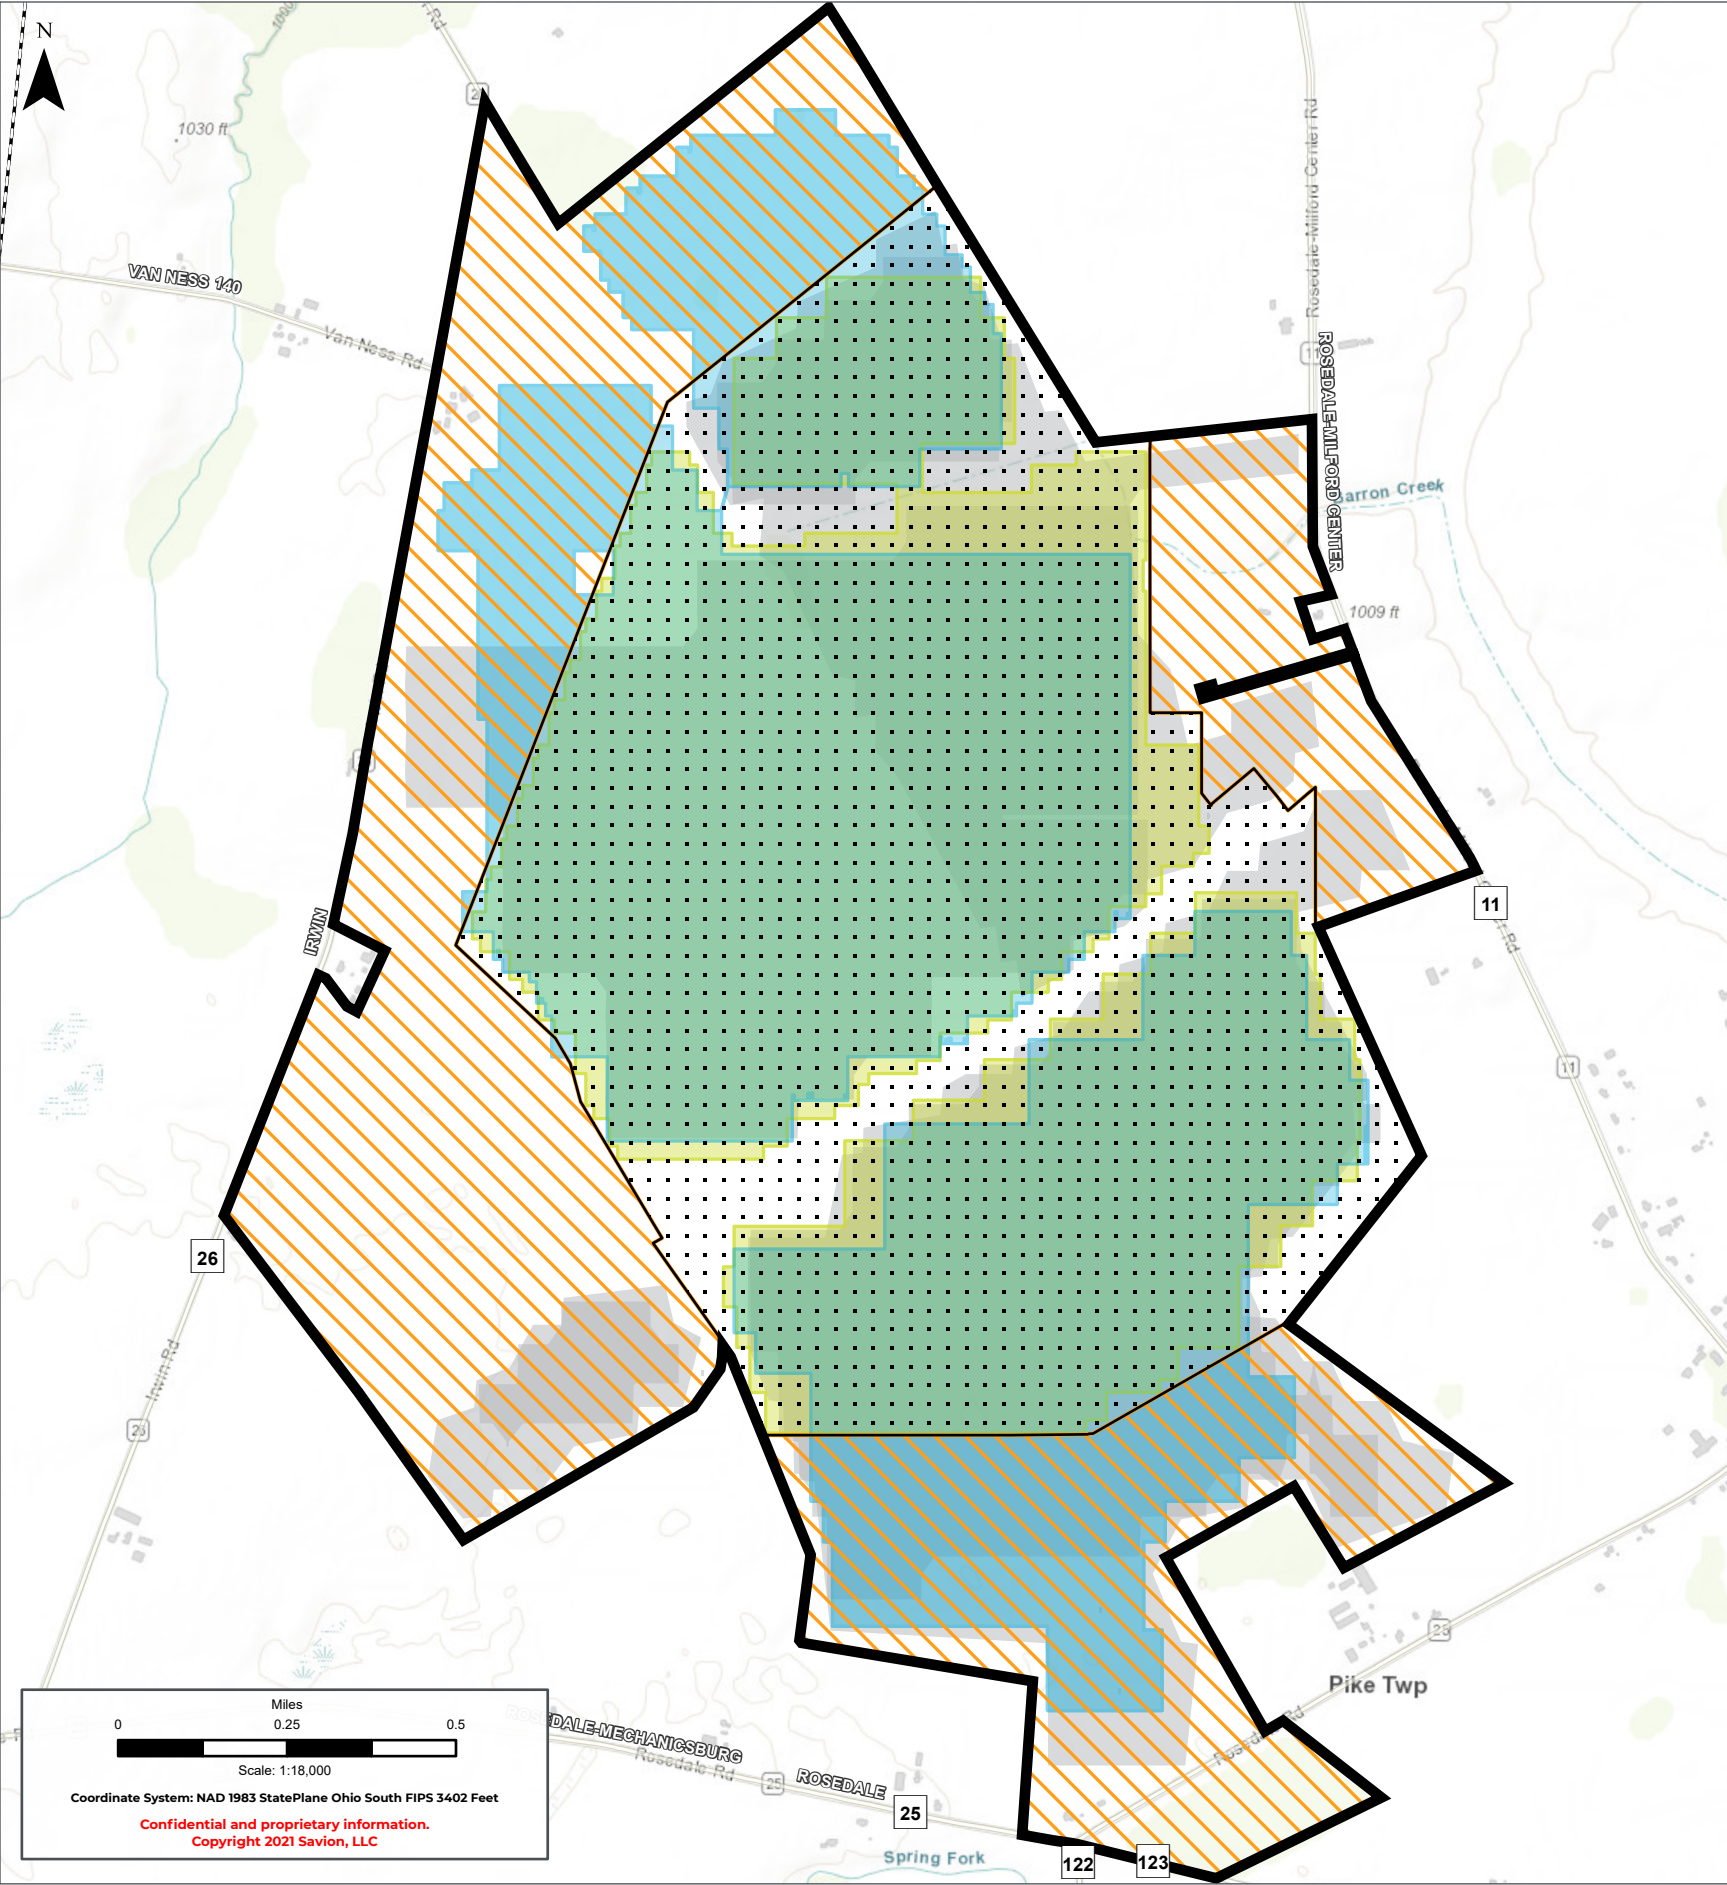 N
1030 ft
VAN NESS 140
Van Ness Rd
Rosedale-Milford Center Rd
ROSEDALE-MILFORD CENTER
Barron Creek
1009 ft
11
11
IRWIN
26
Irwin Rd
Pike Twp
Miles
0
0.25
0.5
Scale: 1:18,000
Coordinate System: NAD 1983 StatePlane Ohio South FIPS 3402 Feet
Confidential and proprietary information.
Copyright 2021 Savion, LLC
Rosedale Rd
25
ROSEDALE
25
Spring Fork
122
123